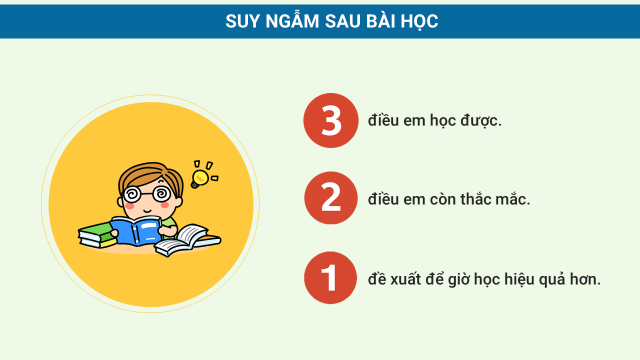 SUY NGẪM SAU BÀI HỌC
3 điều em học được.
2 điều em còn thắc mắc.
1 đề xuất để giờ học hiệu quả hơn.